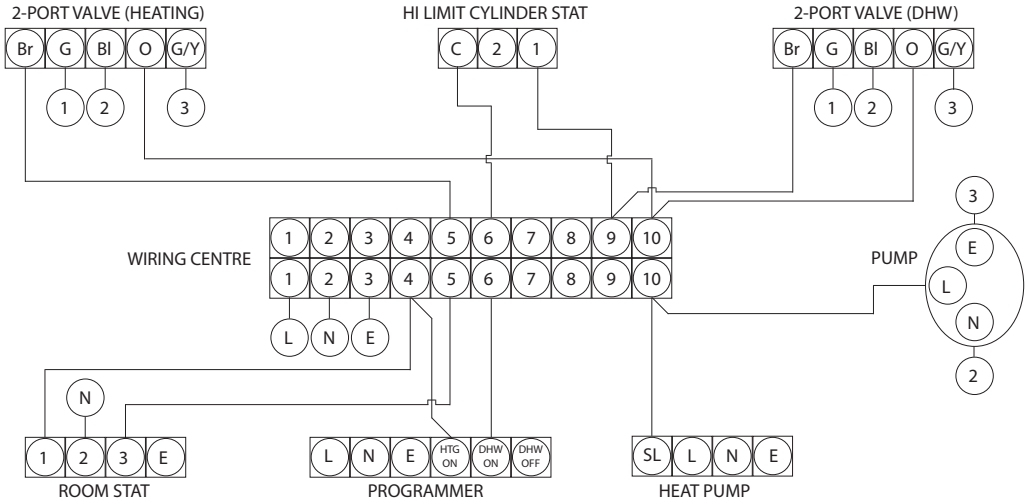 2-PORT VALVE (HEATING) HI LIMIT CYLINDER STAT 2-PORT VALVE (DHW)
Br G Bl O G/Y C 2 1 Br G Bl O G/Y
1 2 3 1 2 3
3
1 2 3 4 5 6 7 8 9 10
E
WIRING CENTRE PUMP
1 2 3 4 5 6 7 8 9 10
L
L N E N
2
N
1 2 3 E L N E HTG ON DHW ON DHW OFF SL L N E
ROOM STAT PROGRAMMER HEAT PUMP